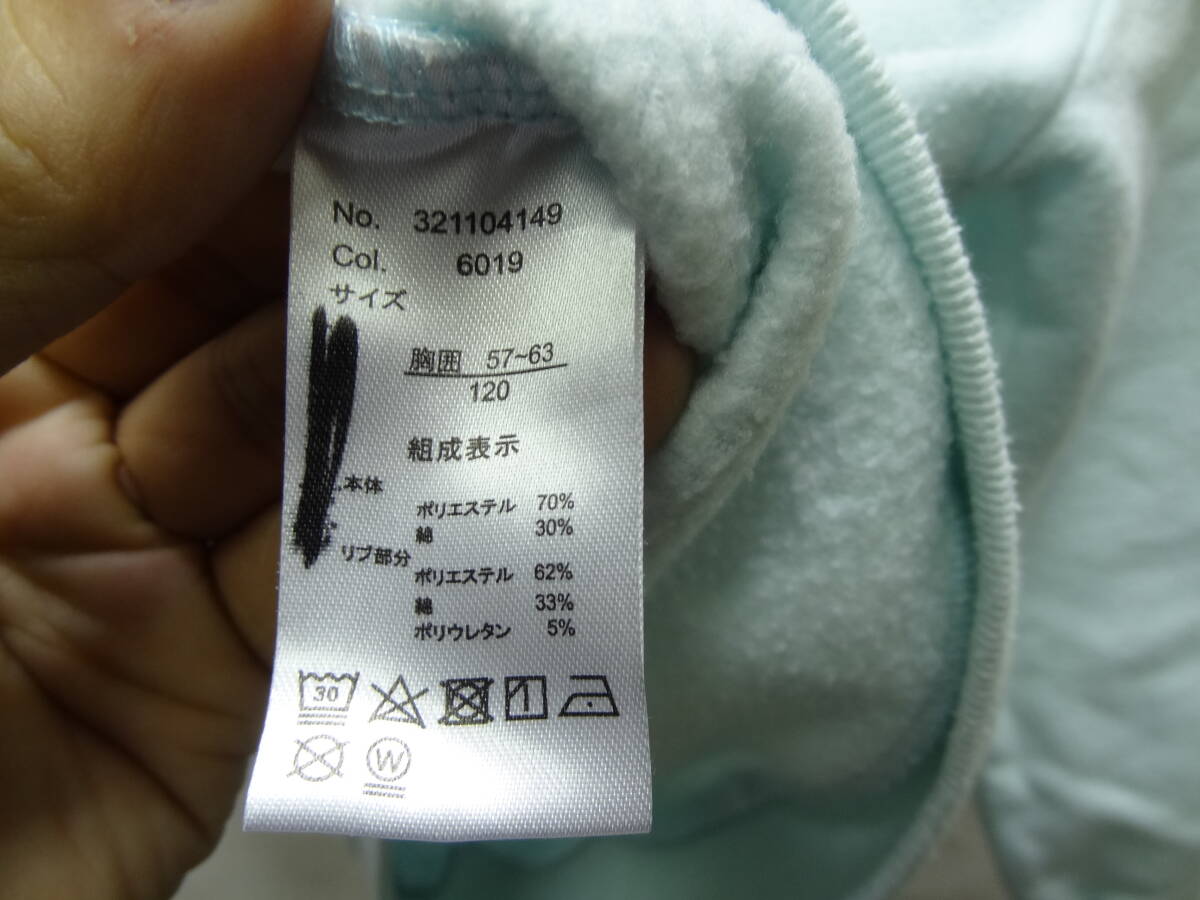 No. 321104149
Col. 6019
サイズ
胸囲 57~63
120
組成表示
本体
ポリエステル 70%
綿 30%
リブ部分
ポリエステル 62%
綿 33%
ポリウレタン 5%
30
W